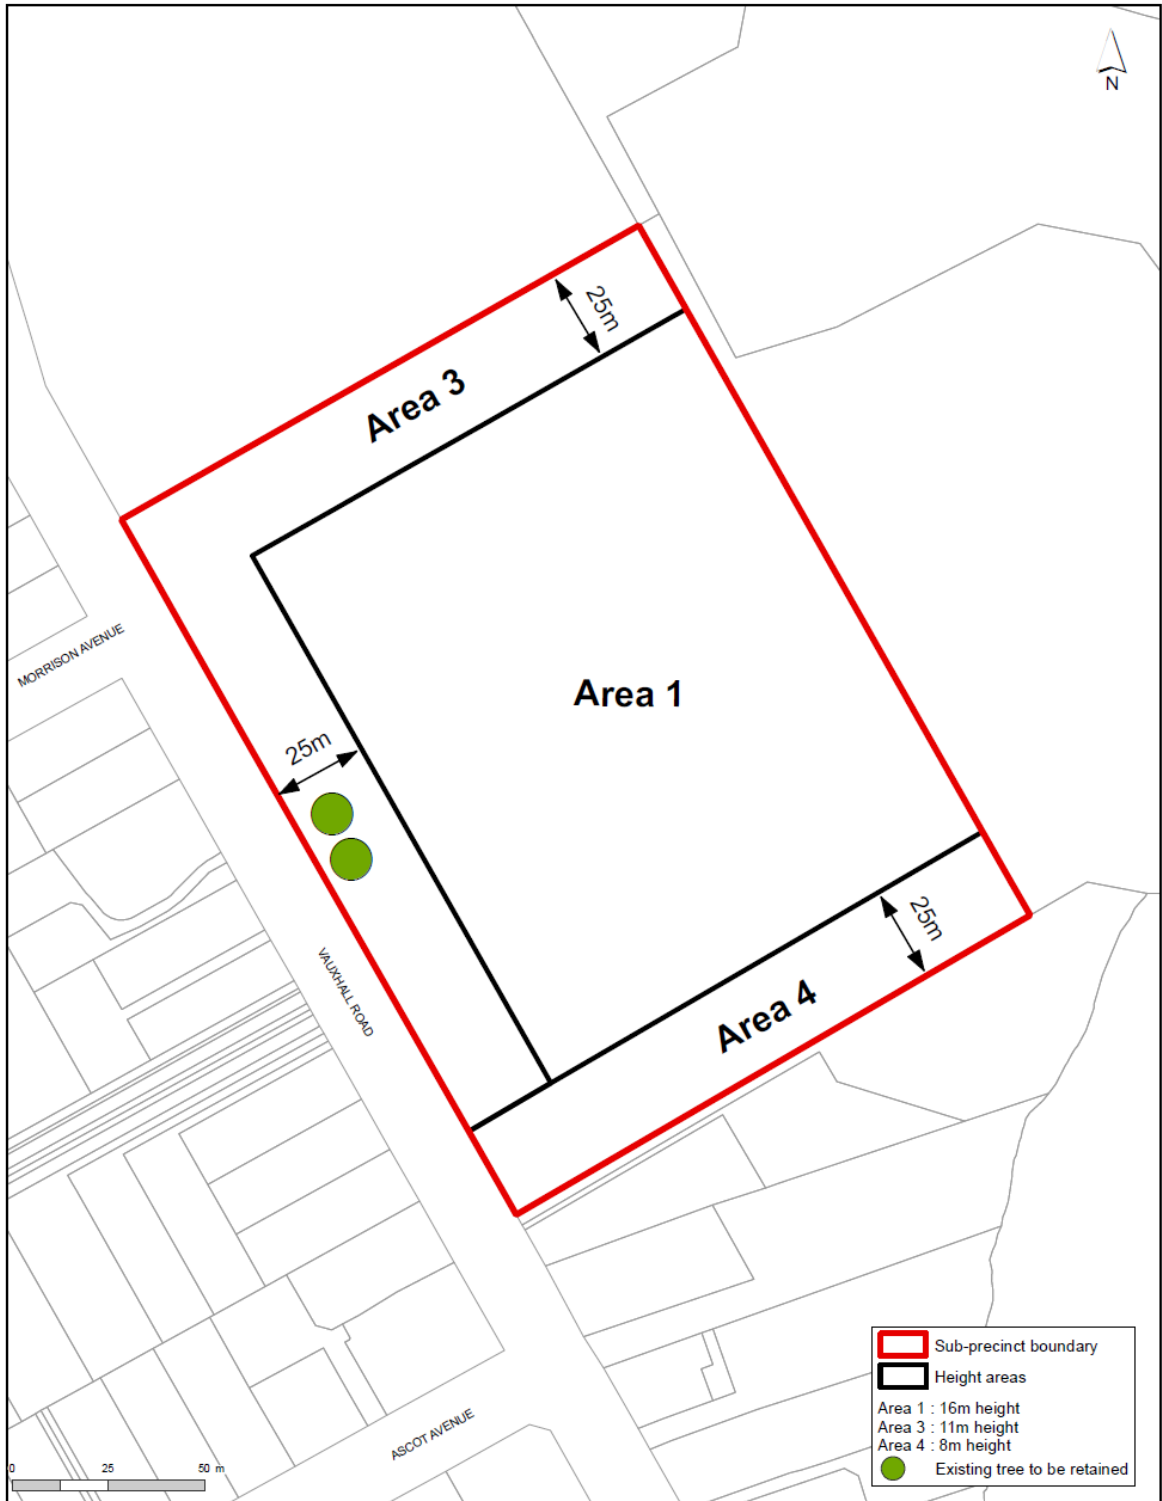 N
25m
Area 3
MORRISON AVENUE
Area 1
25m
25m
VAUXHALL ROAD
Area 4
Sub-precinct boundary
Height areas
Area 1 : 16m height
Area 3 : 11m height
Area 4 : 8m height
Existing tree to be retained
ASCOT AVENUE
0 25 50 m